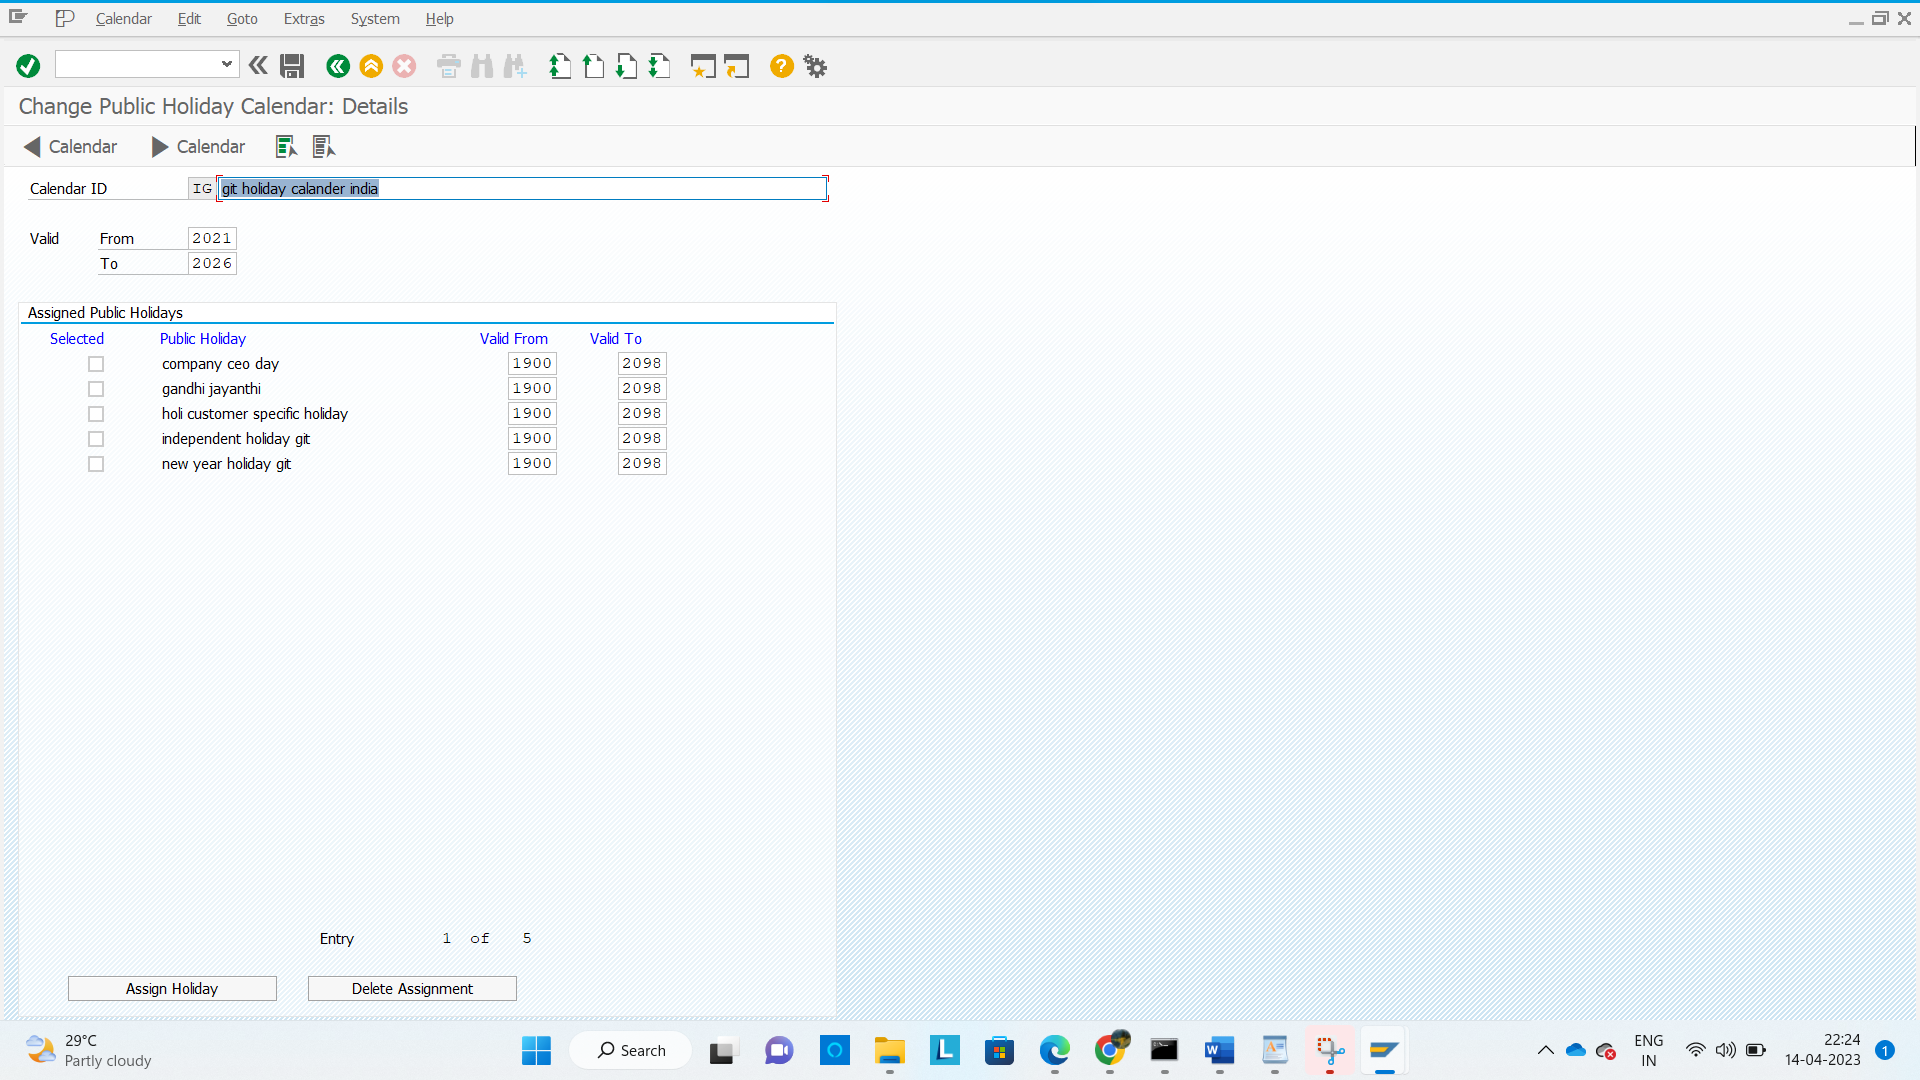 Calendar Edit Goto Extras System Help
Change Public Holiday Calendar: Details
Calendar Calendar
Calendar ID IG git holiday calander india
Valid From 2021
To 2026
Assigned Public Holidays
Selected Public Holiday Valid From Valid To
company ceo day 1900 2098
gandhi jayanthi 1900 2098
holi customer specific holiday 1900 2098
independent holiday git 1900 2098
new year holiday git 1900 2098
Entry 1 of 5
Assign Holiday Delete Assignment
29°C
Partly cloudy
Search
ENG
IN
22:24
14-04-2023
1